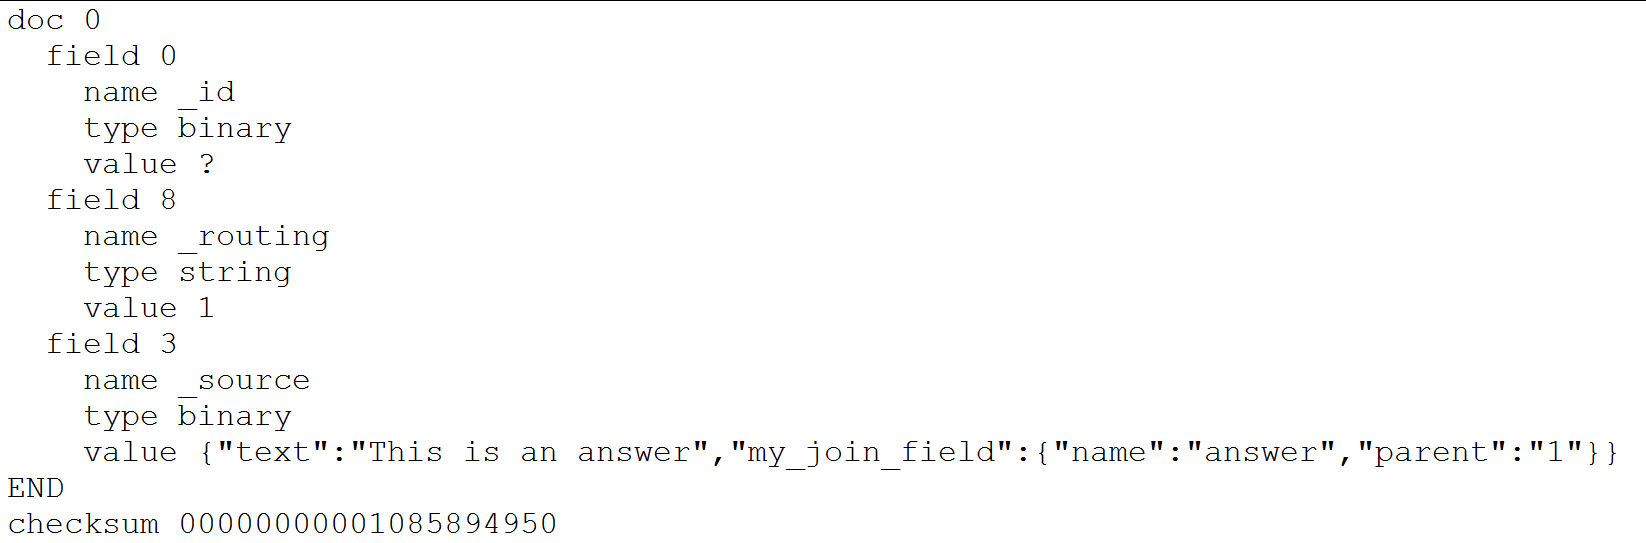 doc 0
  field 0
    name _id
    type binary
    value ?
  field 8
    name _routing
    type string
    value 1
  field 3
    name _source
    type binary
    value {"text":"This is an answer","my_join_field":{"name":"answer","parent":"1"}}
END
checksum 00000000001085894950